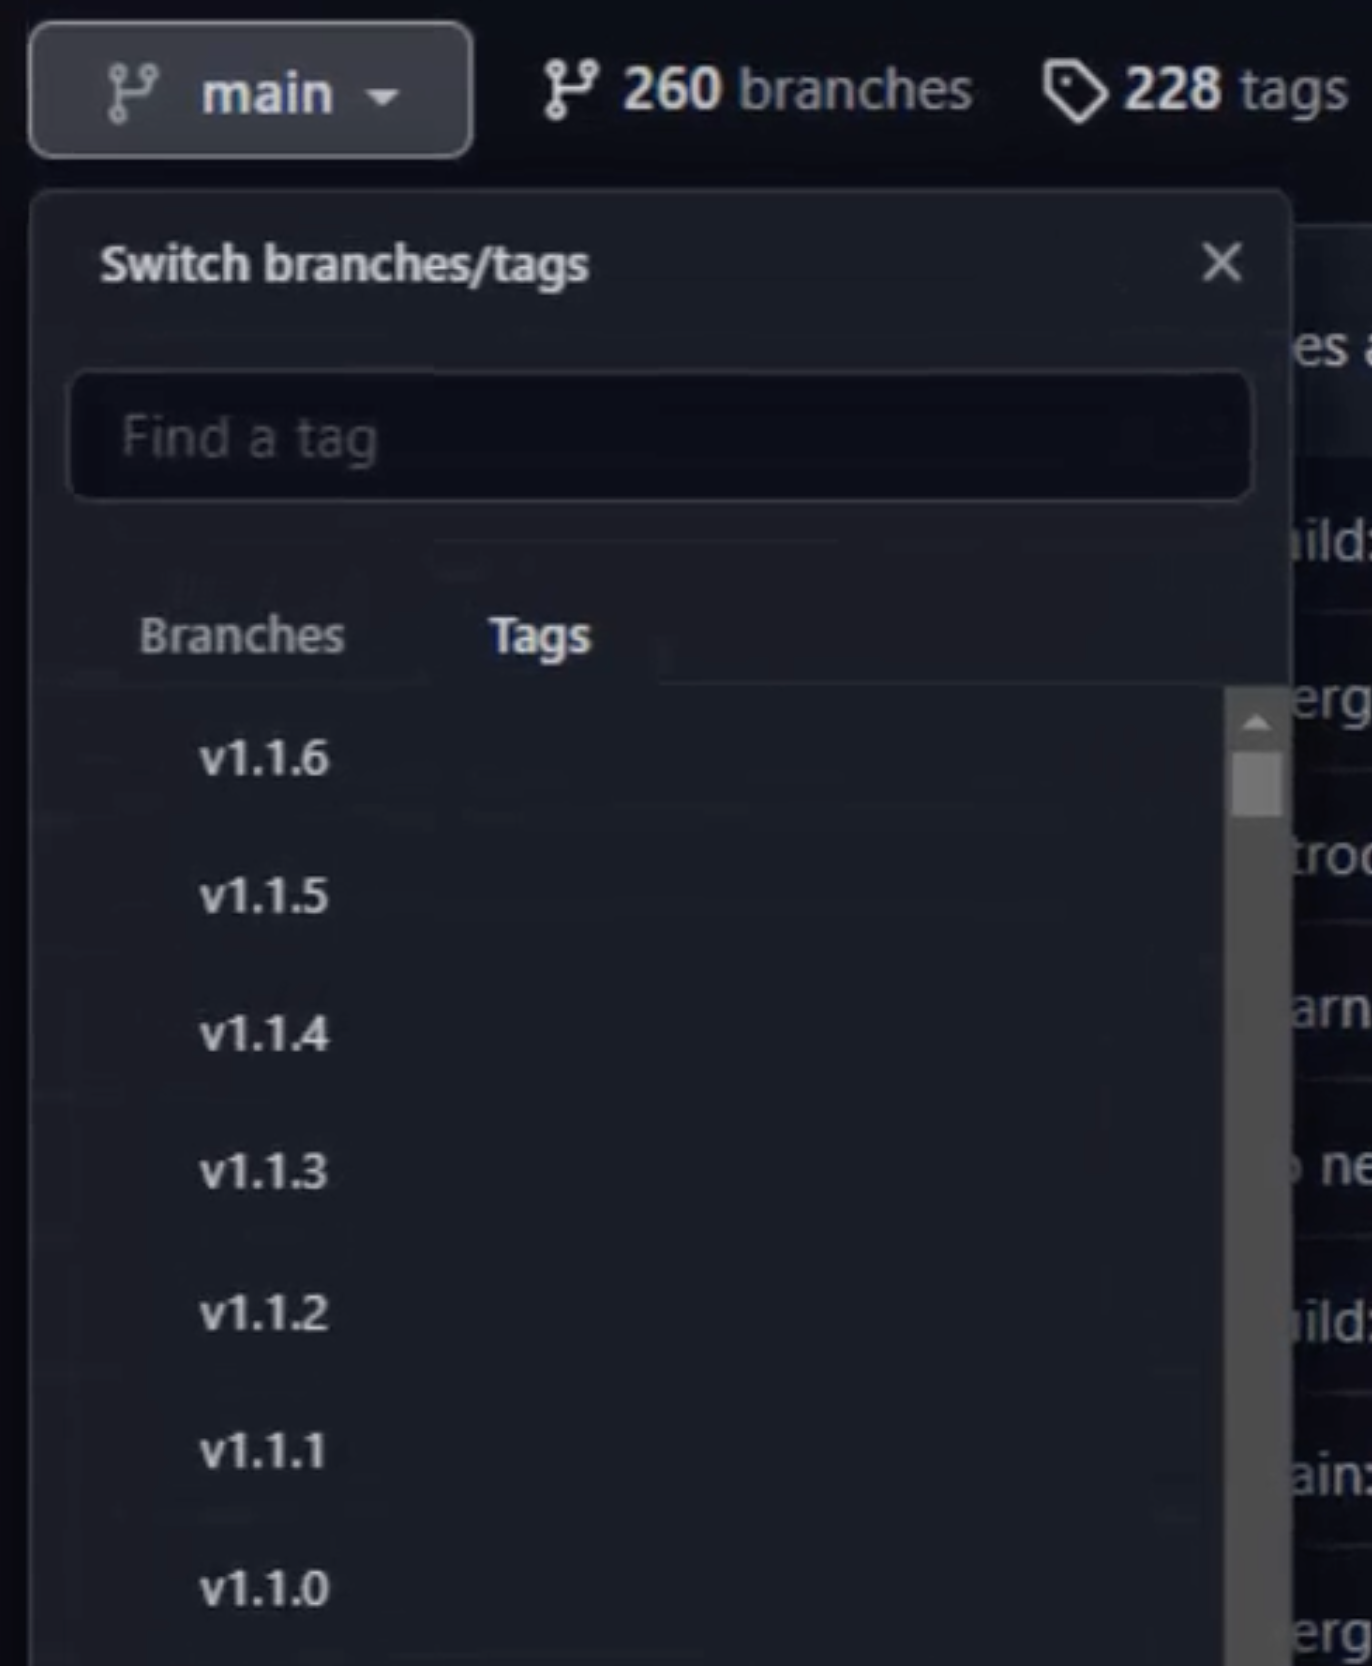 main 260 branches 228 tags
Switch branches/tags
es
Find a tag
Branches Tags
v1.1.6
v1.1.5
v1.1.4
v1.1.3
v1.1.2
v1.1.1
v1.1.0